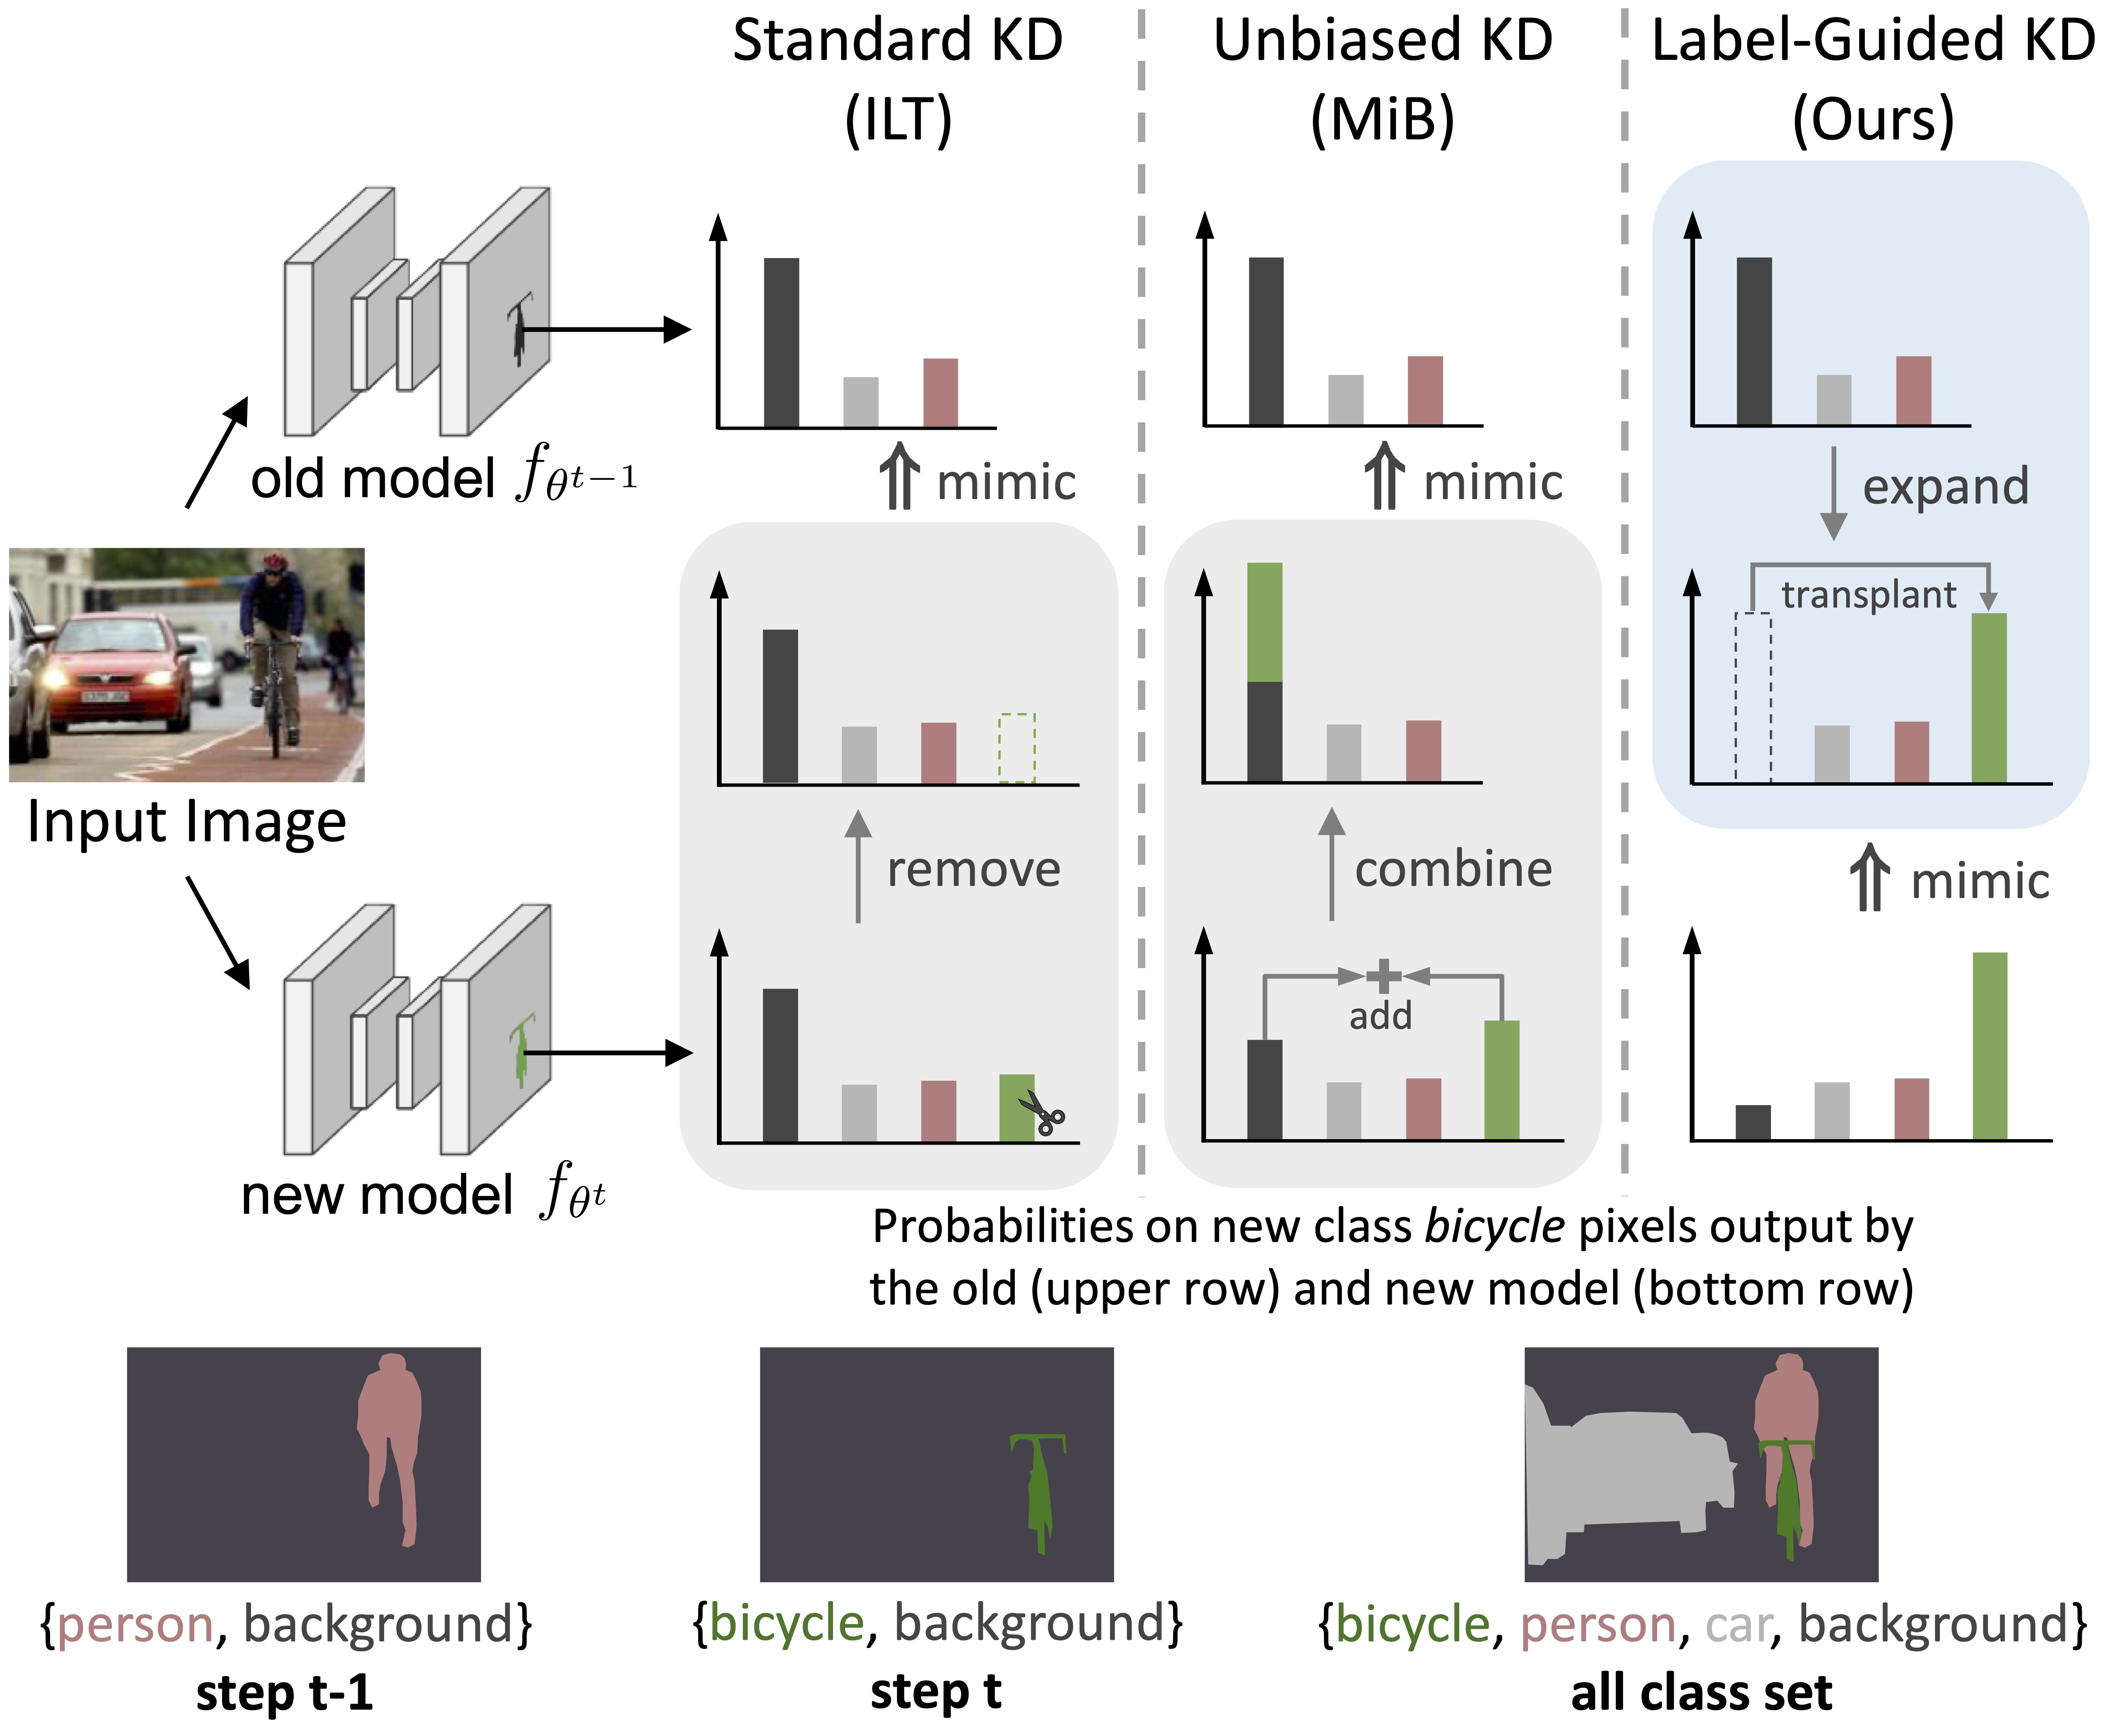 Standard KD
(ILT)
Unbiased KD
(MiB)
Label-Guided KD
(Ours)
old model f_{θ^{t−1}}
mimic
mimic
expand
transplant
Input Image
remove
combine
mimic
add
new model f_{θ^t}
Probabilities on new class bicycle pixels output by
the old (upper row) and new model (bottom row)
{person, background}
step t-1
{bicycle, background}
step t
{bicycle, person, car, background}
all class set